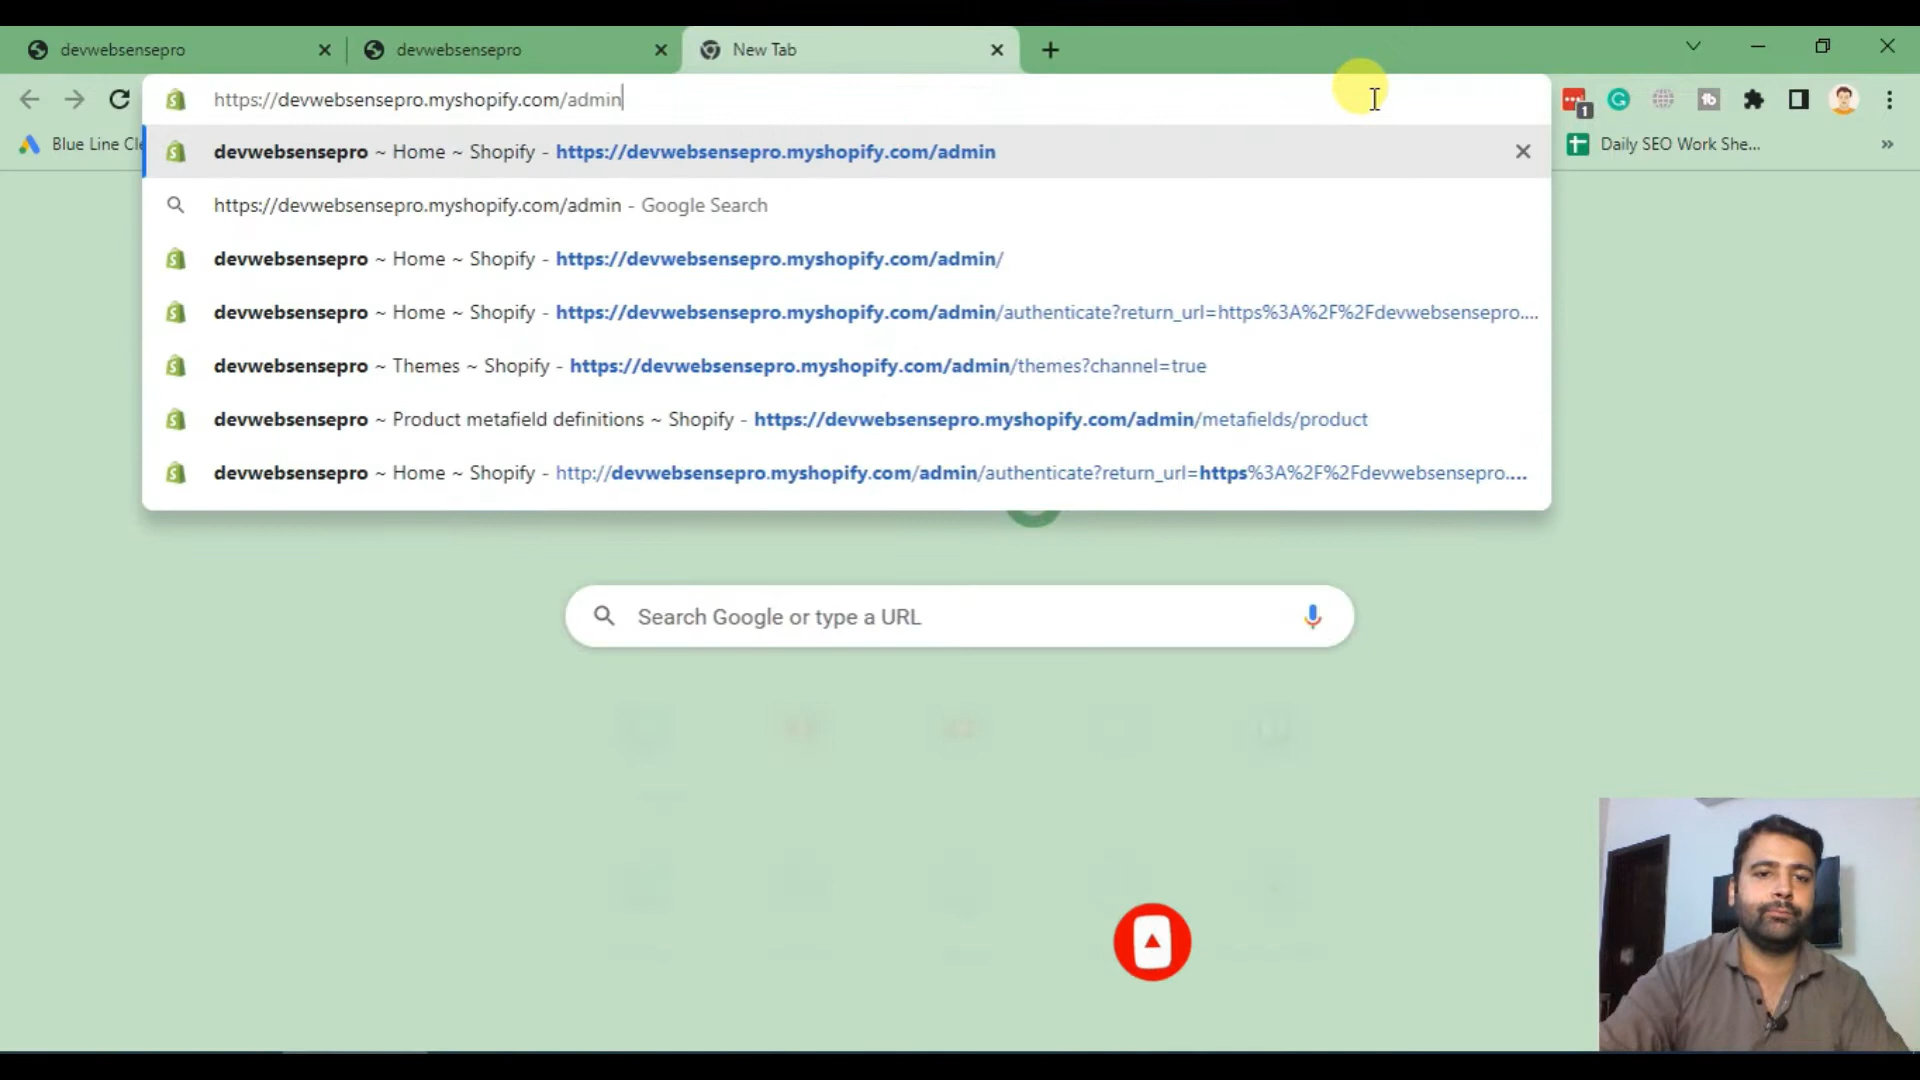 devwebsensepro
devwebsensepro
New Tab
https://devwebsensepro.myshopify.com/admin
1
Blue Line Cle
devwebsensepro ~ Home ~ Shopify - https://devwebsensepro.myshopify.com/admin
Daily SEO Work She...
https://devwebsensepro.myshopify.com/admin - Google Search
devwebsensepro ~ Home ~ Shopify - https://devwebsensepro.myshopify.com/admin/
devwebsensepro ~ Home ~ Shopify - https://devwebsensepro.myshopify.com/admin/authenticate?return_url=https%3A%2F%2Fdevwebsensepro....
devwebsensepro ~ Themes ~ Shopify - https://devwebsensepro.myshopify.com/admin/themes?channel=true
devwebsensepro ~ Product metafield definitions ~ Shopify - https://devwebsensepro.myshopify.com/admin/metafields/product
devwebsensepro ~ Home ~ Shopify - http://devwebsensepro.myshopify.com/admin/authenticate?return_url=https%3A%2F%2Fdevwebsensepro....
Search Google or type a URL